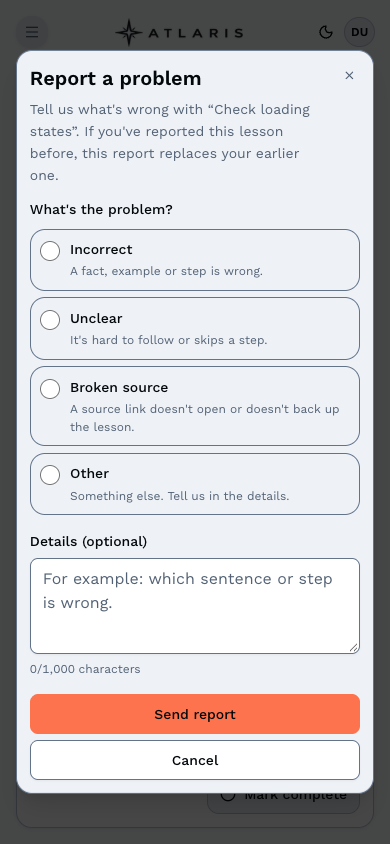 ATLARIS
DU
Report a problem
×
Tell us what's wrong with “Check loading
states”. If you've reported this lesson
before, this report replaces your earlier
one.
What's the problem?
Incorrect
A fact, example or step is wrong.
Unclear
It's hard to follow or skips a step.
Broken source
A source link doesn't open or doesn't back up
the lesson.
Other
Something else. Tell us in the details.
Details (optional)
For example: which sentence or step
is wrong.
0/1,000 characters
Send report
Cancel
Mark complete